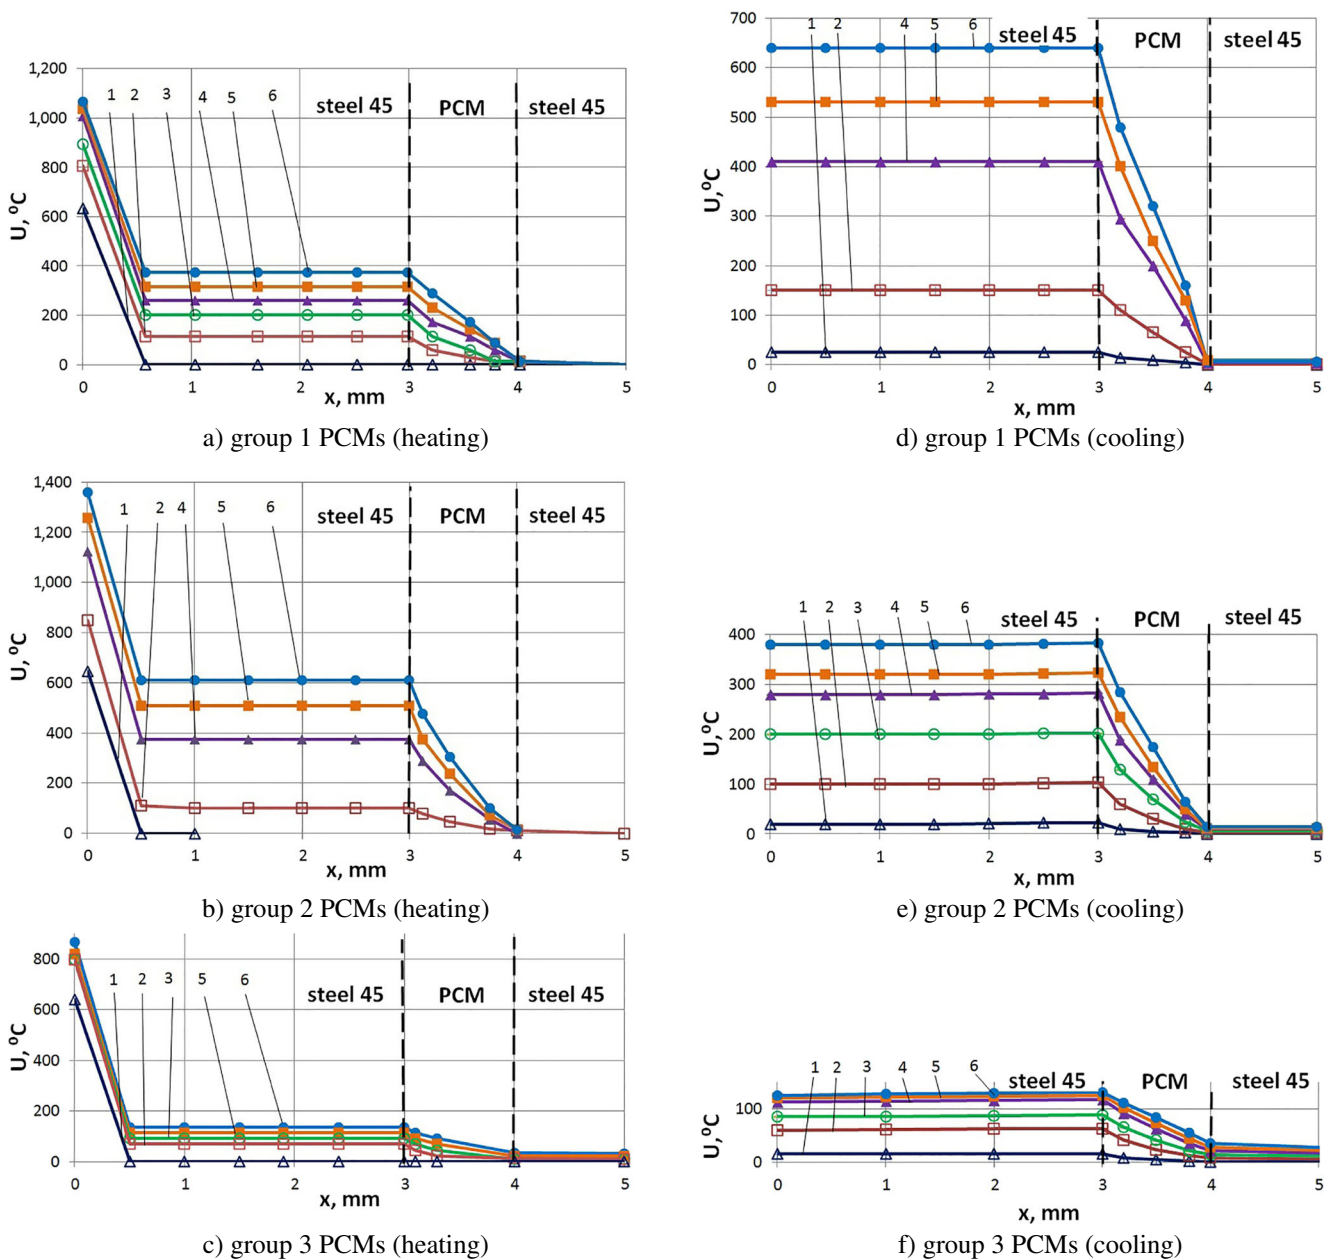 1 2 3 4 5 6 steel 45 PCM steel 45
1,200
1,000
800
600
400
200
0
0 1 2 3 4 5
U, ºC
x, mm
a) group 1 PCMs (heating)
1 2 4 5 6 steel 45 PCM steel 45
700
600
500
400
300
200
100
0
0 1 2 3 4 5
U, ºC
x, mm
d) group 1 PCMs (cooling)
1 2 4 5 6 steel 45 PCM steel 45
1,400
1,200
1,000
800
600
400
200
0
0 1 2 3 4 5
U, ºC
x, mm
b) group 2 PCMs (heating)
1 2 3 4 5 6 steel 45 PCM steel 45
400
300
200
100
0
0 1 2 3 4 5
U, ºC
x, mm
e) group 2 PCMs (cooling)
1 2 3 5 6 steel 45 PCM steel 45
800
600
400
200
0
0 1 2 3 4 5
U, ºC
x, mm
c) group 3 PCMs (heating)
1 2 3 4 5 6 steel 45 PCM steel 45
100
0
0 1 2 3 4 5
U, ºC
x, mm
f) group 3 PCMs (cooling)